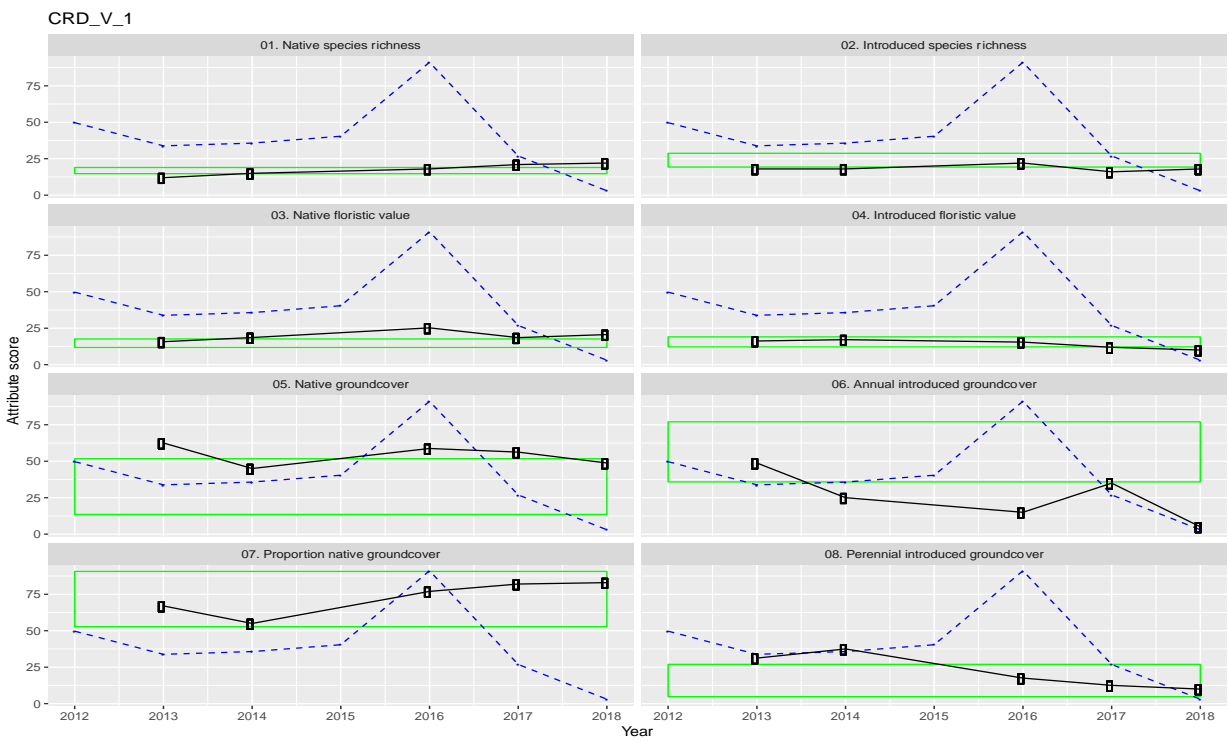 CRD_V_1
01. Native species richness
02. Introduced species richness
75
50
25
0
03. Native floristic value
04. Introduced floristic value
75
50
25
0
Attribute score
05. Native groundcover
06. Annual introduced groundcover
75
50
25
0
07. Proportion native groundcover
08. Perennial introduced groundcover
75
50
25
0
2012 2013 2014 2015 2016 2017 2018 2012 2013 2014 2015 2016 2017 2018
Year